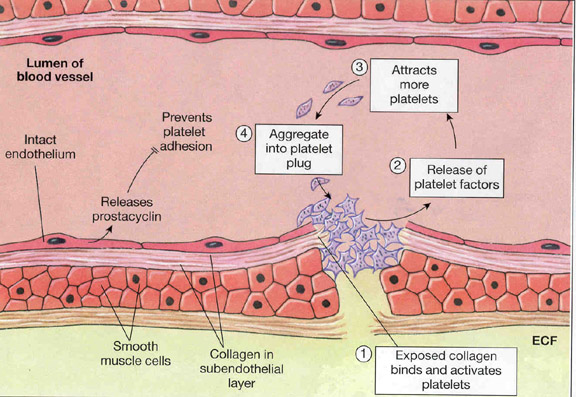 Lumen of
blood vessel
3
Attracts
more
platelets
Prevents
platelet
adhesion
4
Aggregate
into platelet
plug
Intact
endothelium
2
Release of
platelet factors
Releases
prostacyclin
Smooth
muscle cells
Collagen in
subendothelial
layer
1
Exposed collagen
binds and activates
platelets
ECF